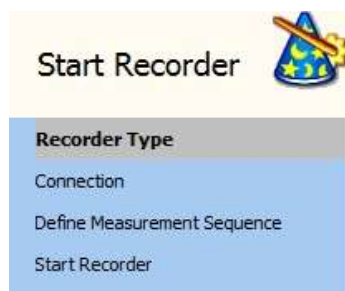 Start Recorder
Recorder Type
Connection
Define Measurement Sequence
Start Recorder